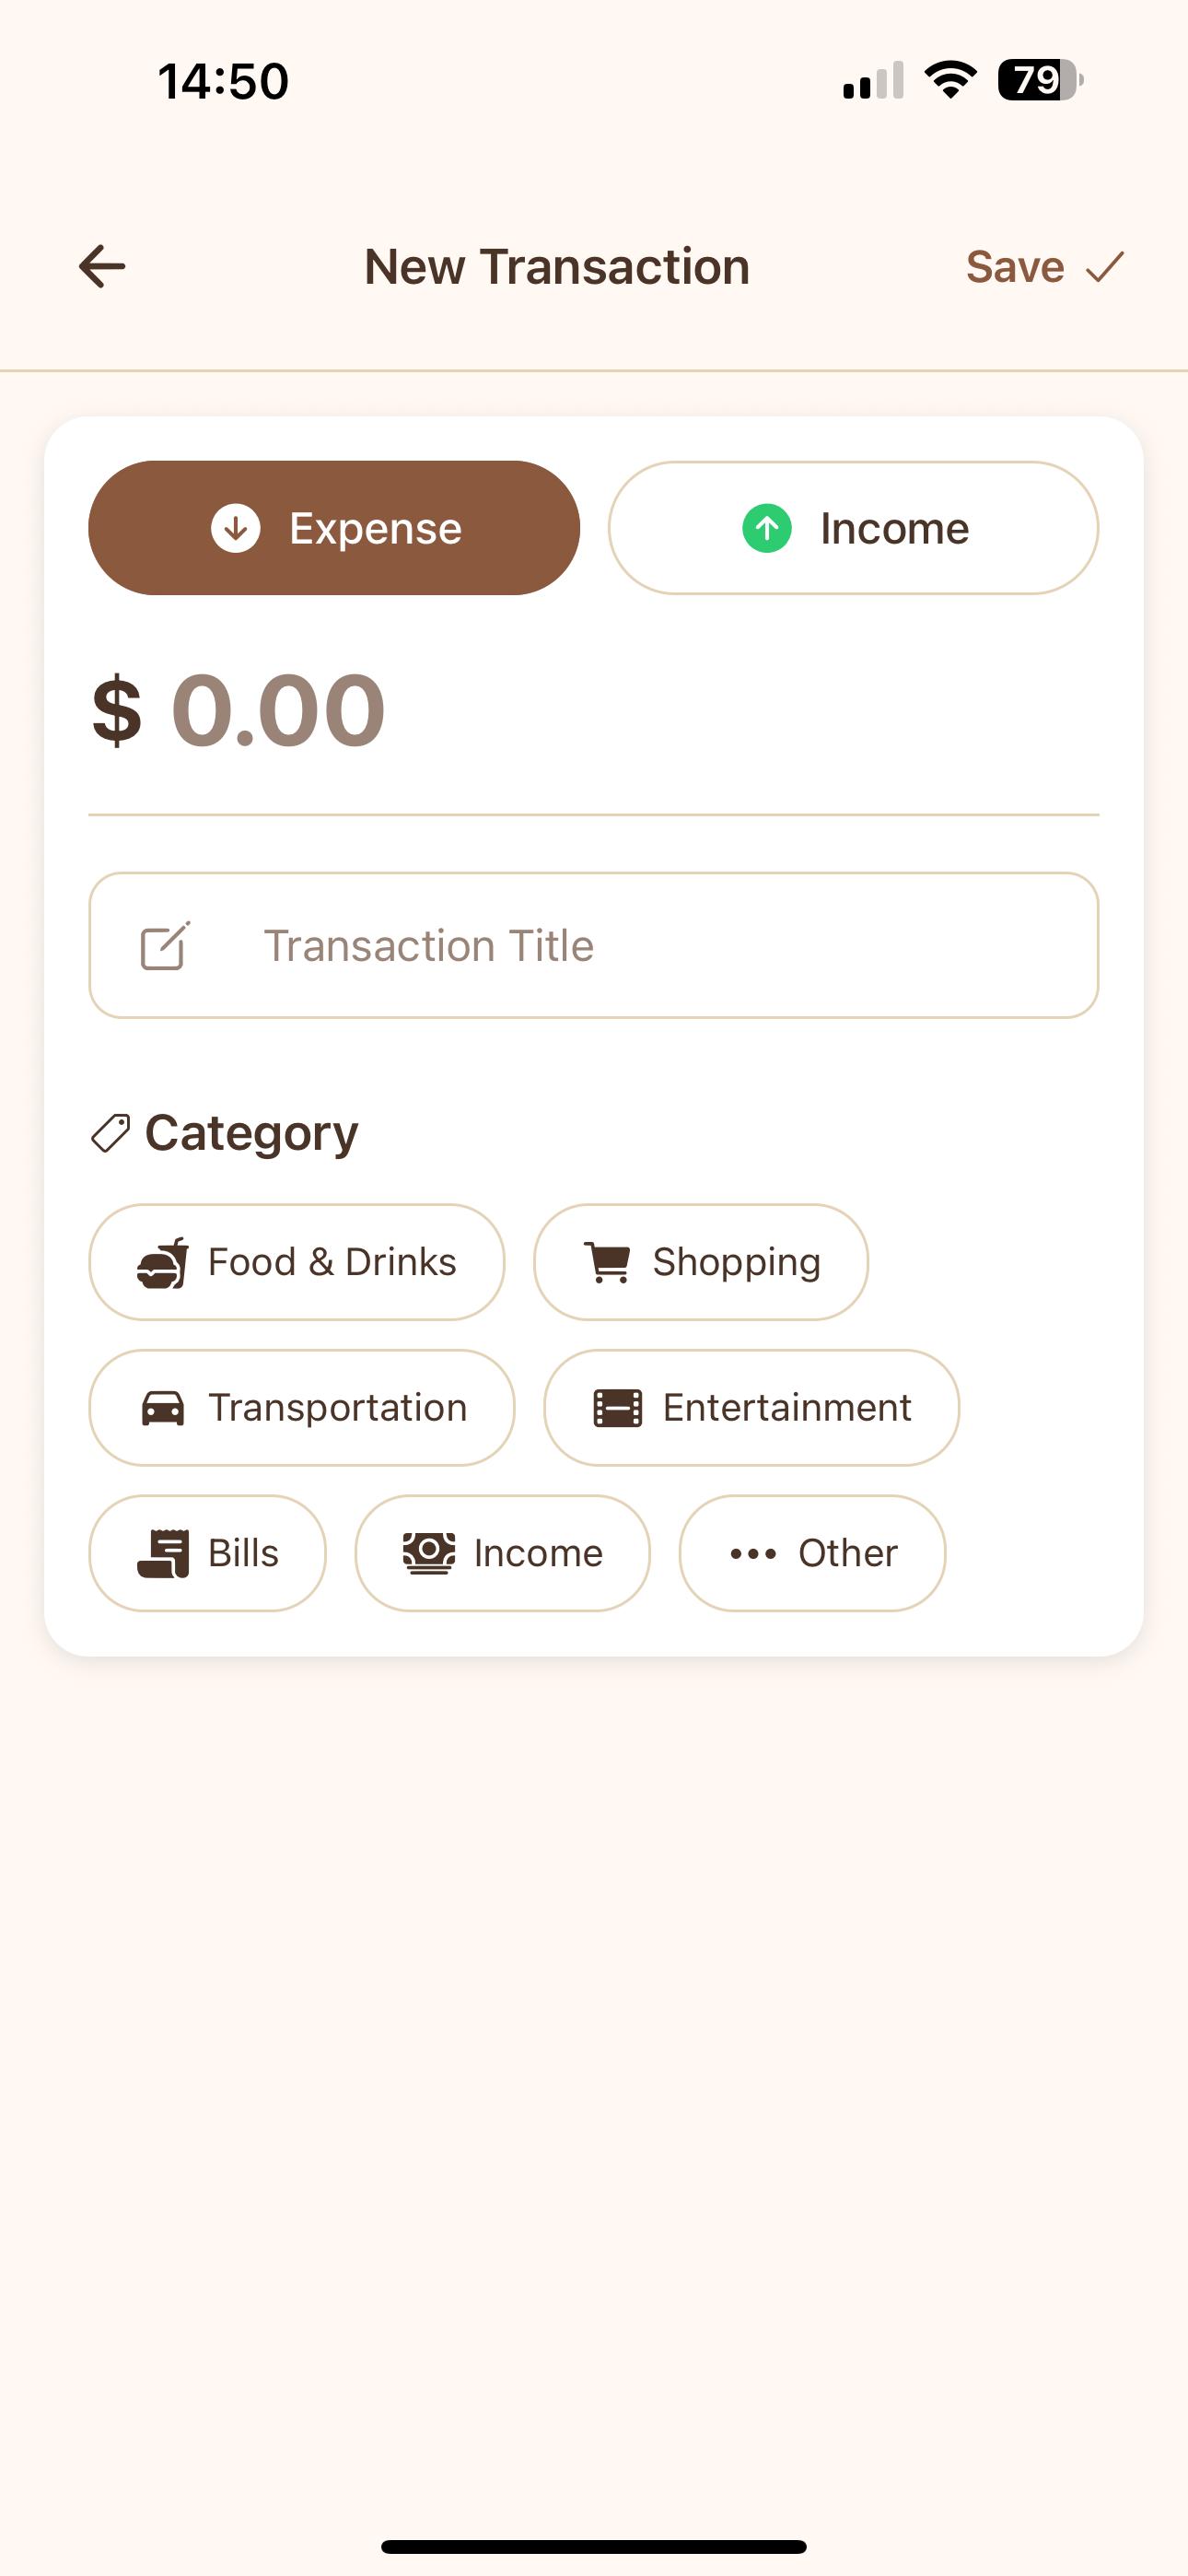 14:50
79
New Transaction
Save
Expense
Income
$ 0.00
Transaction Title
Category
Food & Drinks
Shopping
Transportation
Entertainment
Bills
Income
Other